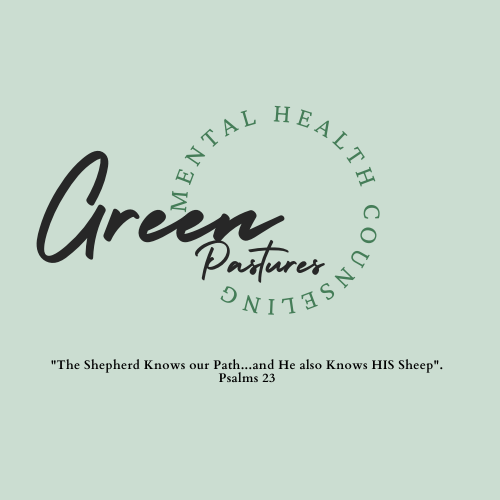 MENTAL HEALTH COUNSELING
Green
Pastures
"The Shepherd Knows our Path...and He also Knows HIS Sheep".
Psalms 23